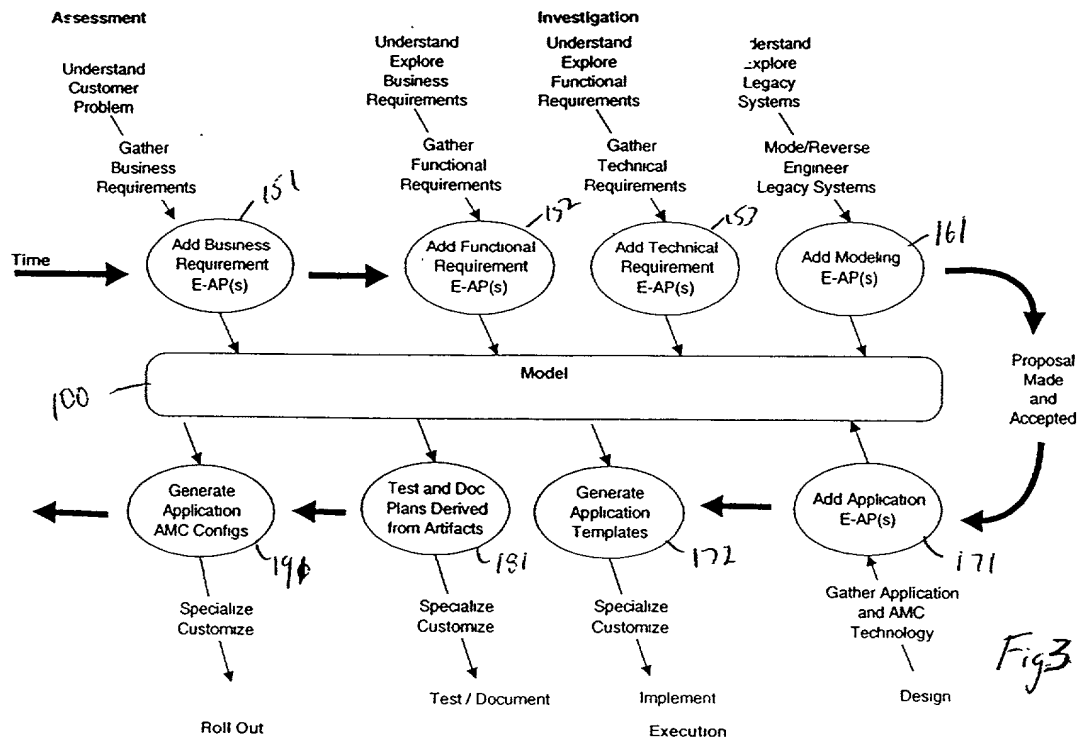 Assessment
Investigation
Understand
Customer
Problem
Understand
Explore
Business
Requirements
Understand
Explore
Functional
Requirements
derstand
Explore
Legacy
Systems
Gather
Business
Requirements
Gather
Functional
Requirements
Gather
Technical
Requirements
Mode/Reverse
Engineer
Legacy Systems
151
152
153
161
Time
Add Business
Requirement
E-AP(s)
Add Functional
Requirement
E-AP(s)
Add Technical
Requirement
E-AP(s)
Add Modeling
E-AP(s)
Model
100
Proposal
Made
and
Accepted
Generate
Application
AMC Configs
Test and Doc
Plans Derived
from Artifacts
Generate
Application
Templates
Add Application
E-AP(s)
181
172
171
Specialize
Customize
Specialize
Customize
Specialize
Customize
Gather Application
and AMC
Technology
Fig 3
Roll Out
Test / Document
Implement
Design
Execution